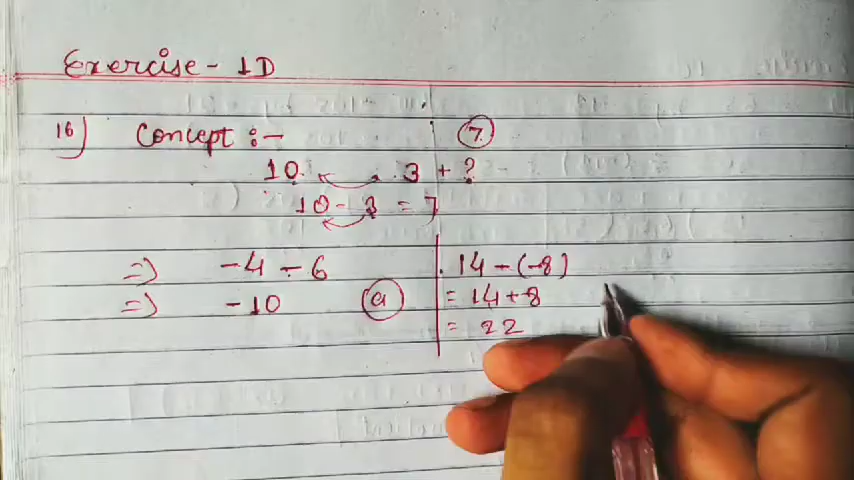 Exercise - 1D
16) Concept :-
7
10 3 + ?
10 - 3 = 7
=> -4 - 6
=> -10 a
14 - (-8)
= 14 + 8
= 22